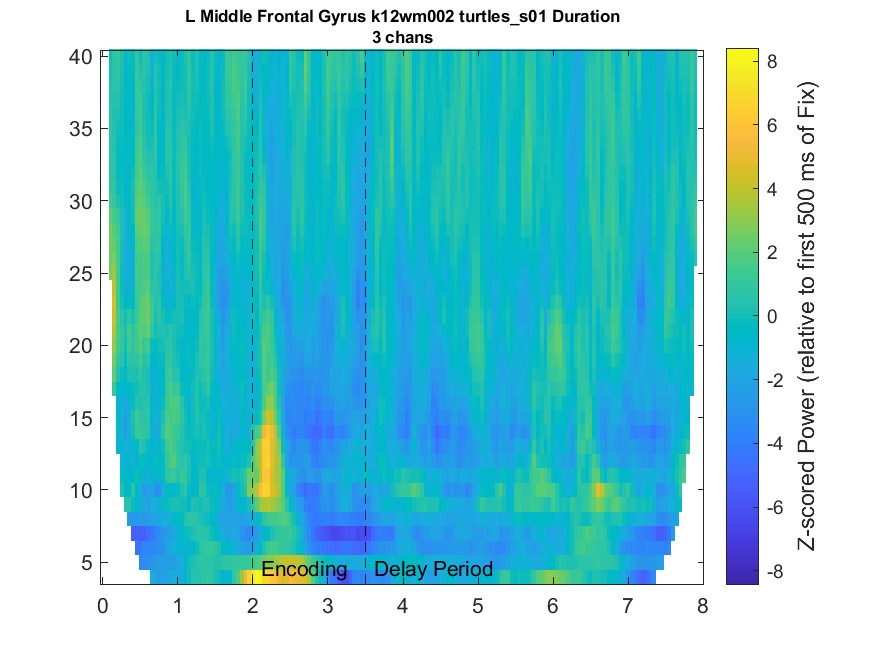 L Middle Frontal Gyrus k12wm002 turtles_s01 Duration
3 chans
40
35
30
25
20
15
10
5
0 1 2 3 4 5 6 7 8
Encoding
Delay Period
8
6
4
2
0
-2
-4
-6
-8
Z-scored Power (relative to first 500 ms of Fix)